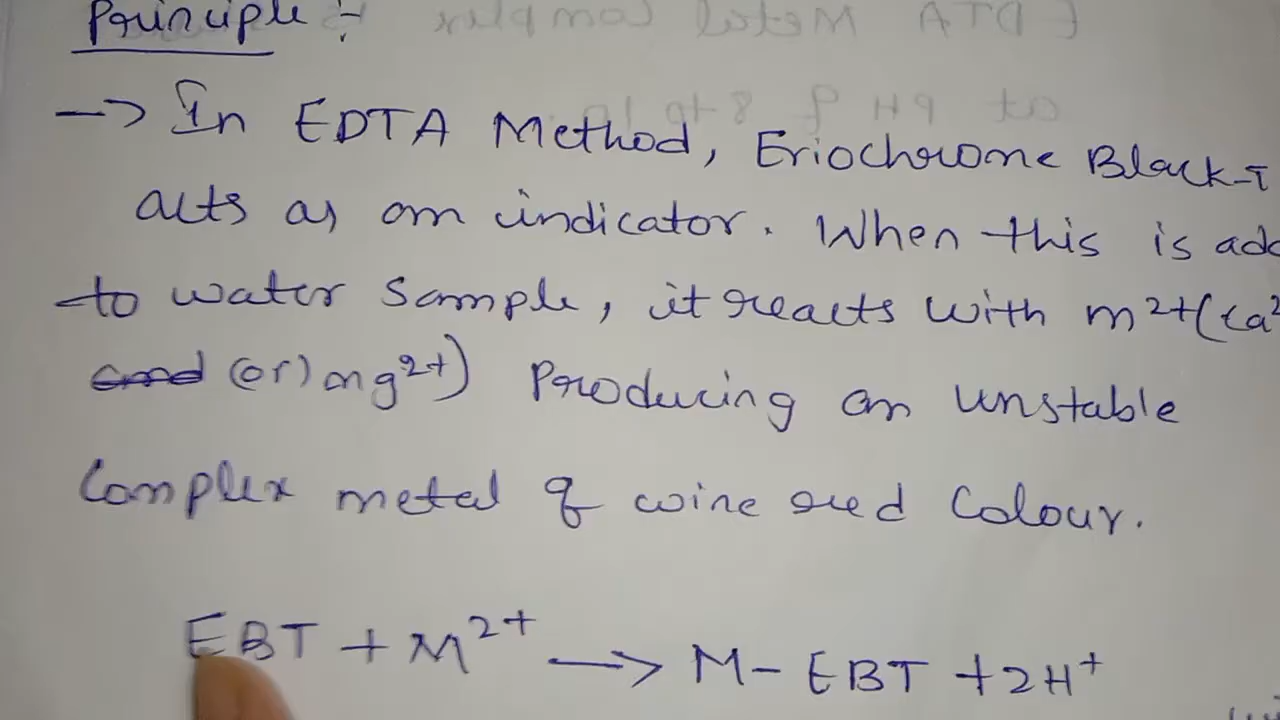 Principle :-
-> In EDTA Method, Eriochrome Black-T
acts as an indicator. When this is add
to water sample, it reacts with m2+(ca2
and (or) mg2+) Producing an unstable
Complex metal of wine red Colour.
EBT + M2+ -> M - EBT + 2H+